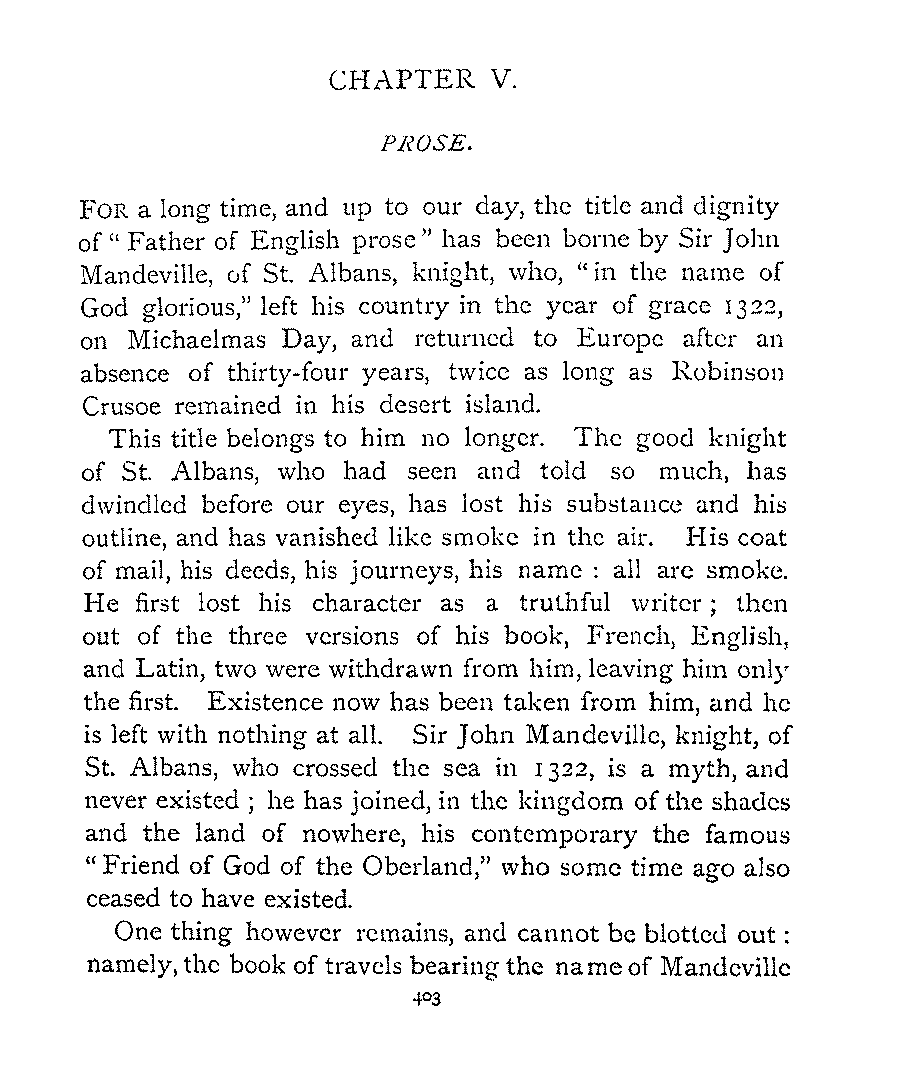 CHAPTER V.
PROSE.
FOR a long time, and up to our day, the title and dignity
of “ Father of English prose ” has been borne by Sir John
Mandeville, of St. Albans, knight, who, “ in the name of
God glorious,” left his country in the year of grace 1322,
on Michaelmas Day, and returned to Europe after an
absence of thirty-four years, twice as long as Robinson
Crusoe remained in his desert island.
This title belongs to him no longer. The good knight
of St. Albans, who had seen and told so much, has
dwindled before our eyes, has lost his substance and his
outline, and has vanished like smoke in the air. His coat
of mail, his deeds, his journeys, his name : all are smoke.
He first lost his character as a truthful writer ; then
out of the three versions of his book, French, English,
and Latin, two were withdrawn from him, leaving him only
the first. Existence now has been taken from him, and he
is left with nothing at all. Sir John Mandeville, knight, of
St. Albans, who crossed the sea in 1322, is a myth, and
never existed ; he has joined, in the kingdom of the shades
and the land of nowhere, his contemporary the famous
“ Friend of God of the Oberland,” who some time ago also
ceased to have existed.
One thing however remains, and cannot be blotted out :
namely, the book of travels bearing the name of Mandeville
403